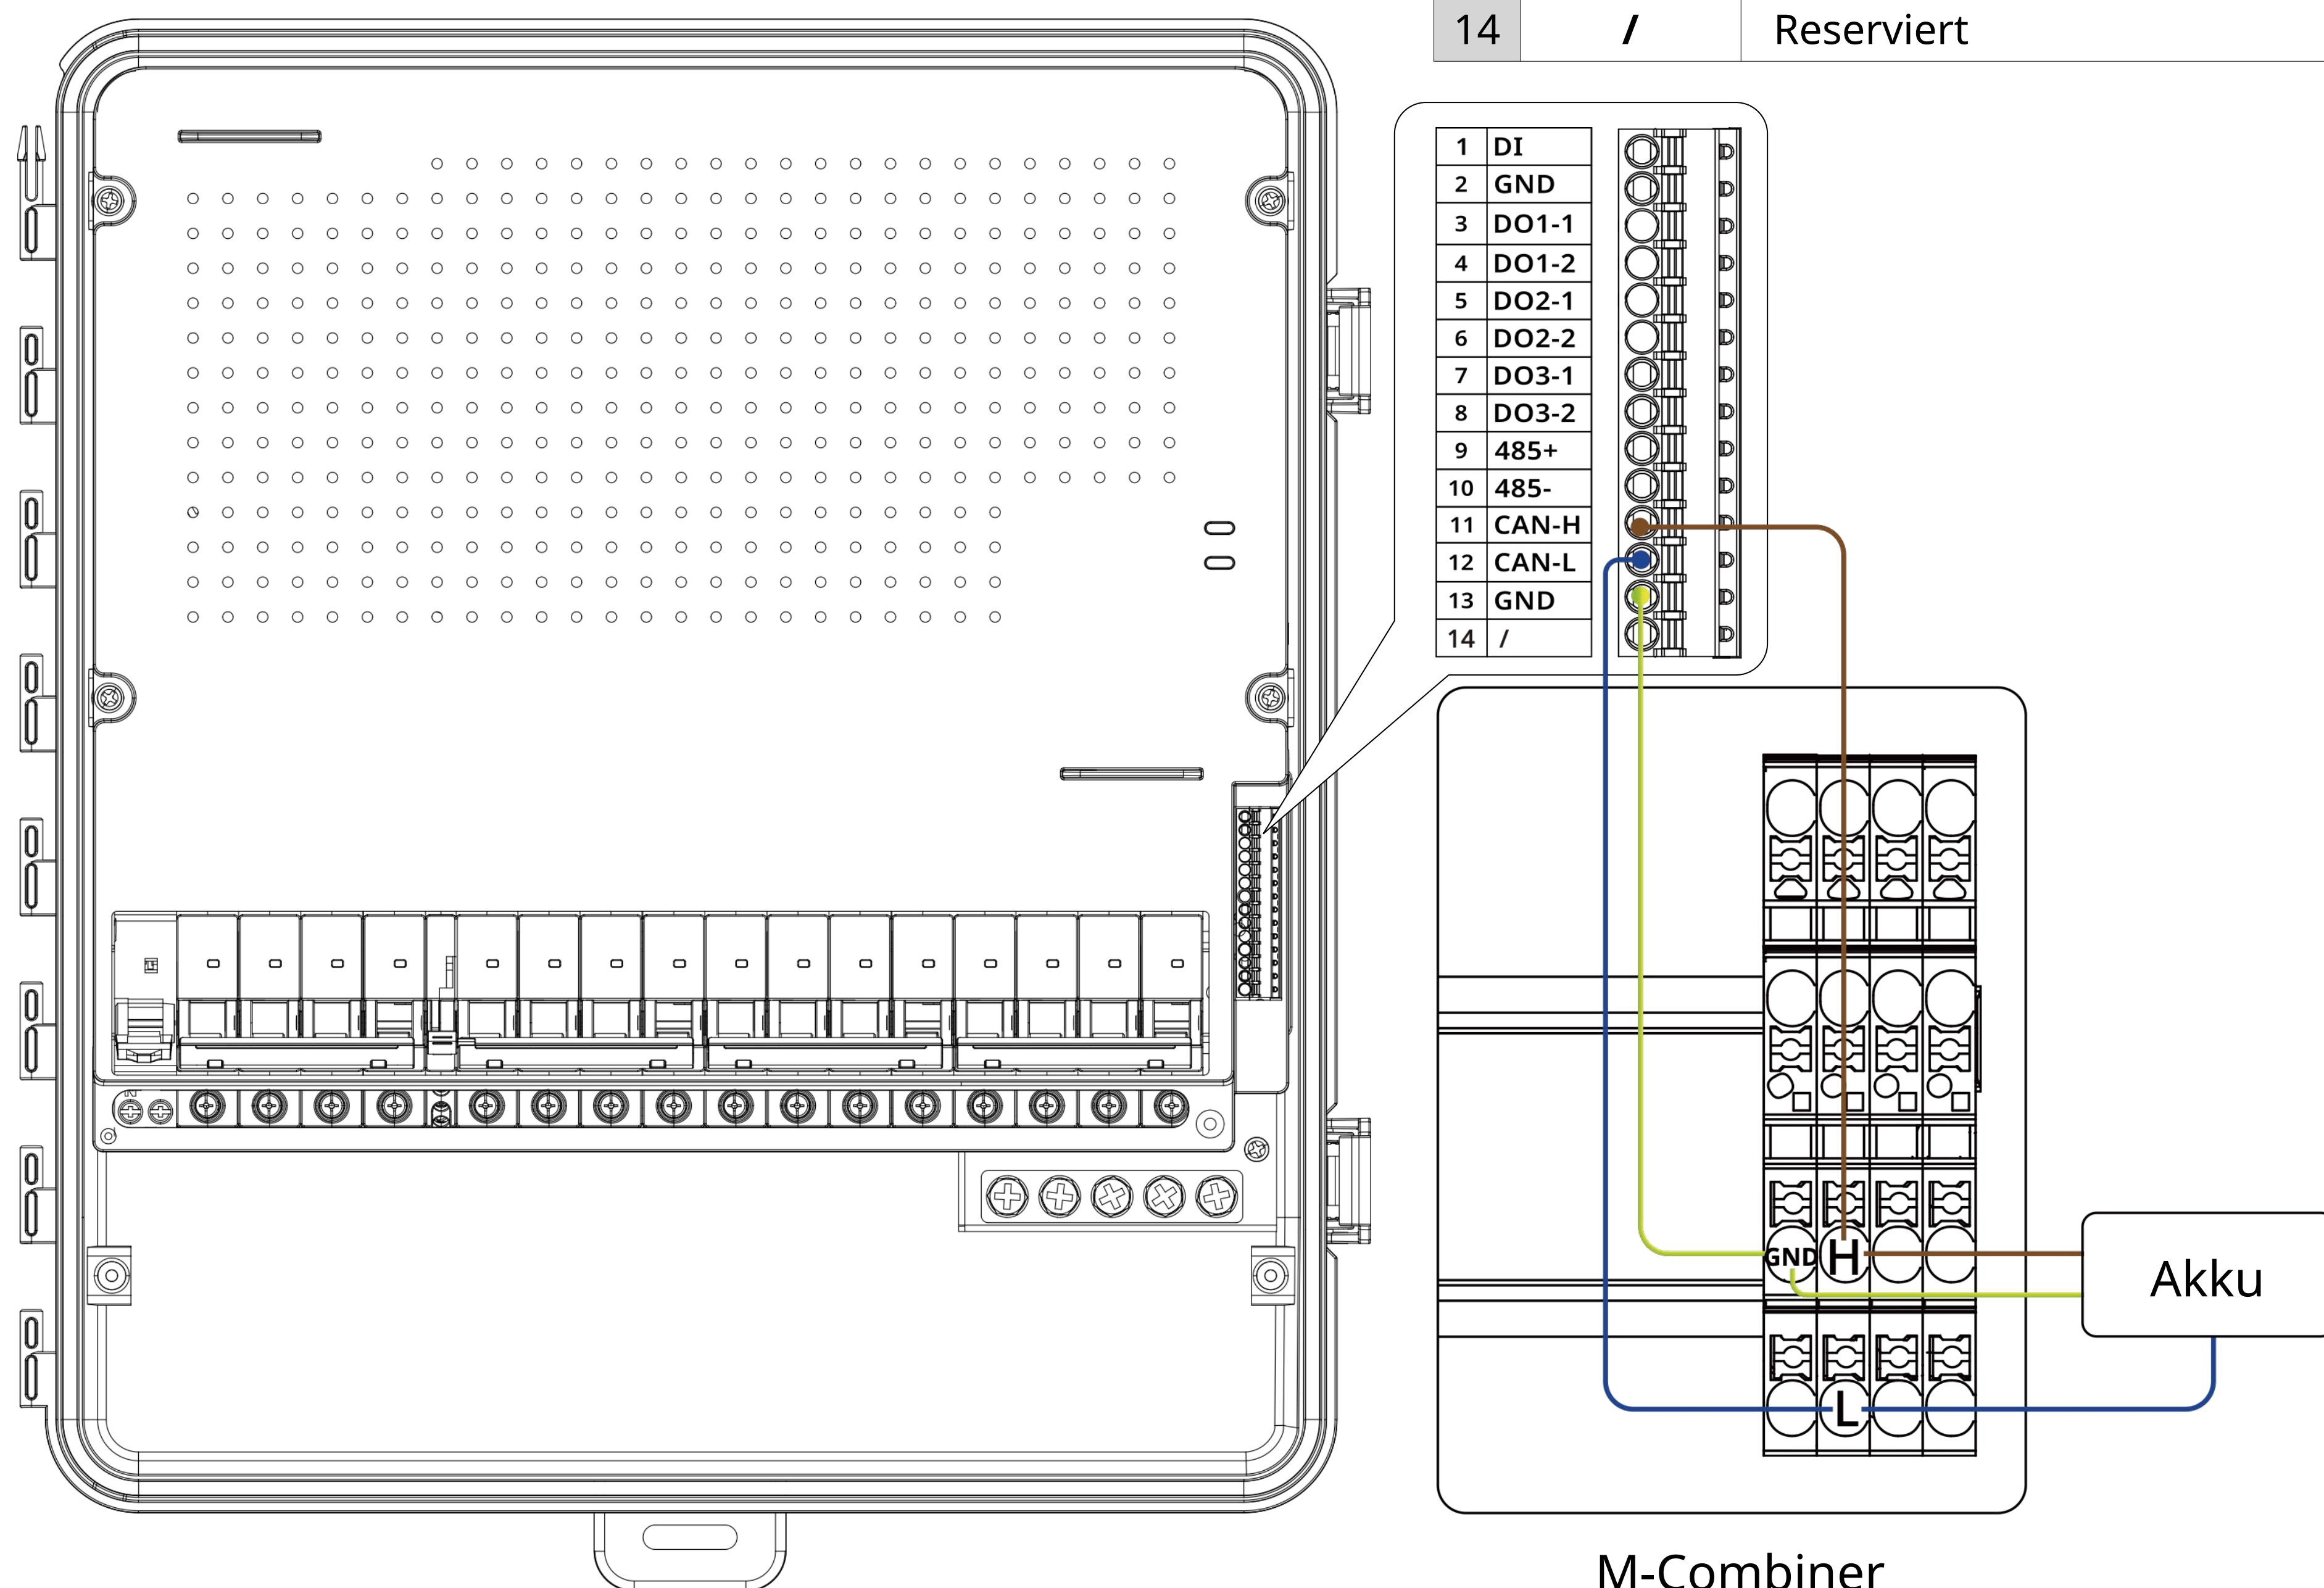 14 / Reserviert
1 DI
2 GND
3 DO1-1
4 DO1-2
5 DO2-1
6 DO2-2
7 DO3-1
8 DO3-2
9 485+
10 485-
11 CAN-H
12 CAN-L
13 GND
14 /
N
GND H
Akku
L
M-Combiner